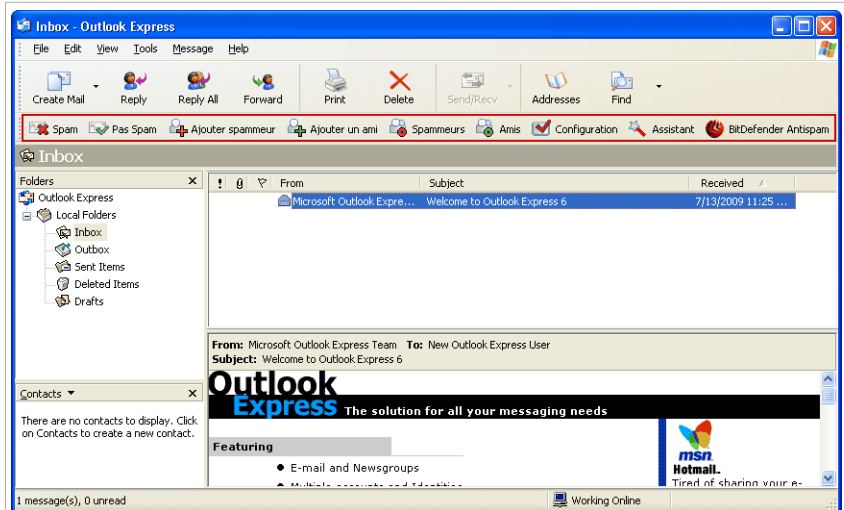 Inbox - Outlook Express
File Edit View Tools Message Help
Create Mail Reply Reply All Forward Print Delete Send/Recv Addresses Find
Spam Pas Spam Ajouter spammeur Ajouter un ami Spammeurs Amis Configuration Assistant BitDefender Antispam
Inbox
Folders
Outlook Express
Local Folders
Inbox
Outbox
Sent Items
Deleted Items
Drafts
! From Subject Received
Microsoft Outlook Expre... Welcome to Outlook Express 6 7/13/2009 11:25 ...
From: Microsoft Outlook Express Team To: New Outlook Express User
Subject: Welcome to Outlook Express 6
Outlook
Express The solution for all your messaging needs
Featuring
E-mail and Newsgroups
Multiple accounts and Identities
msn
Hotmail.
Tired of sharing your e-
Contacts
There are no contacts to display. Click
on Contacts to create a new contact.
1 message(s), 0 unread Working Online